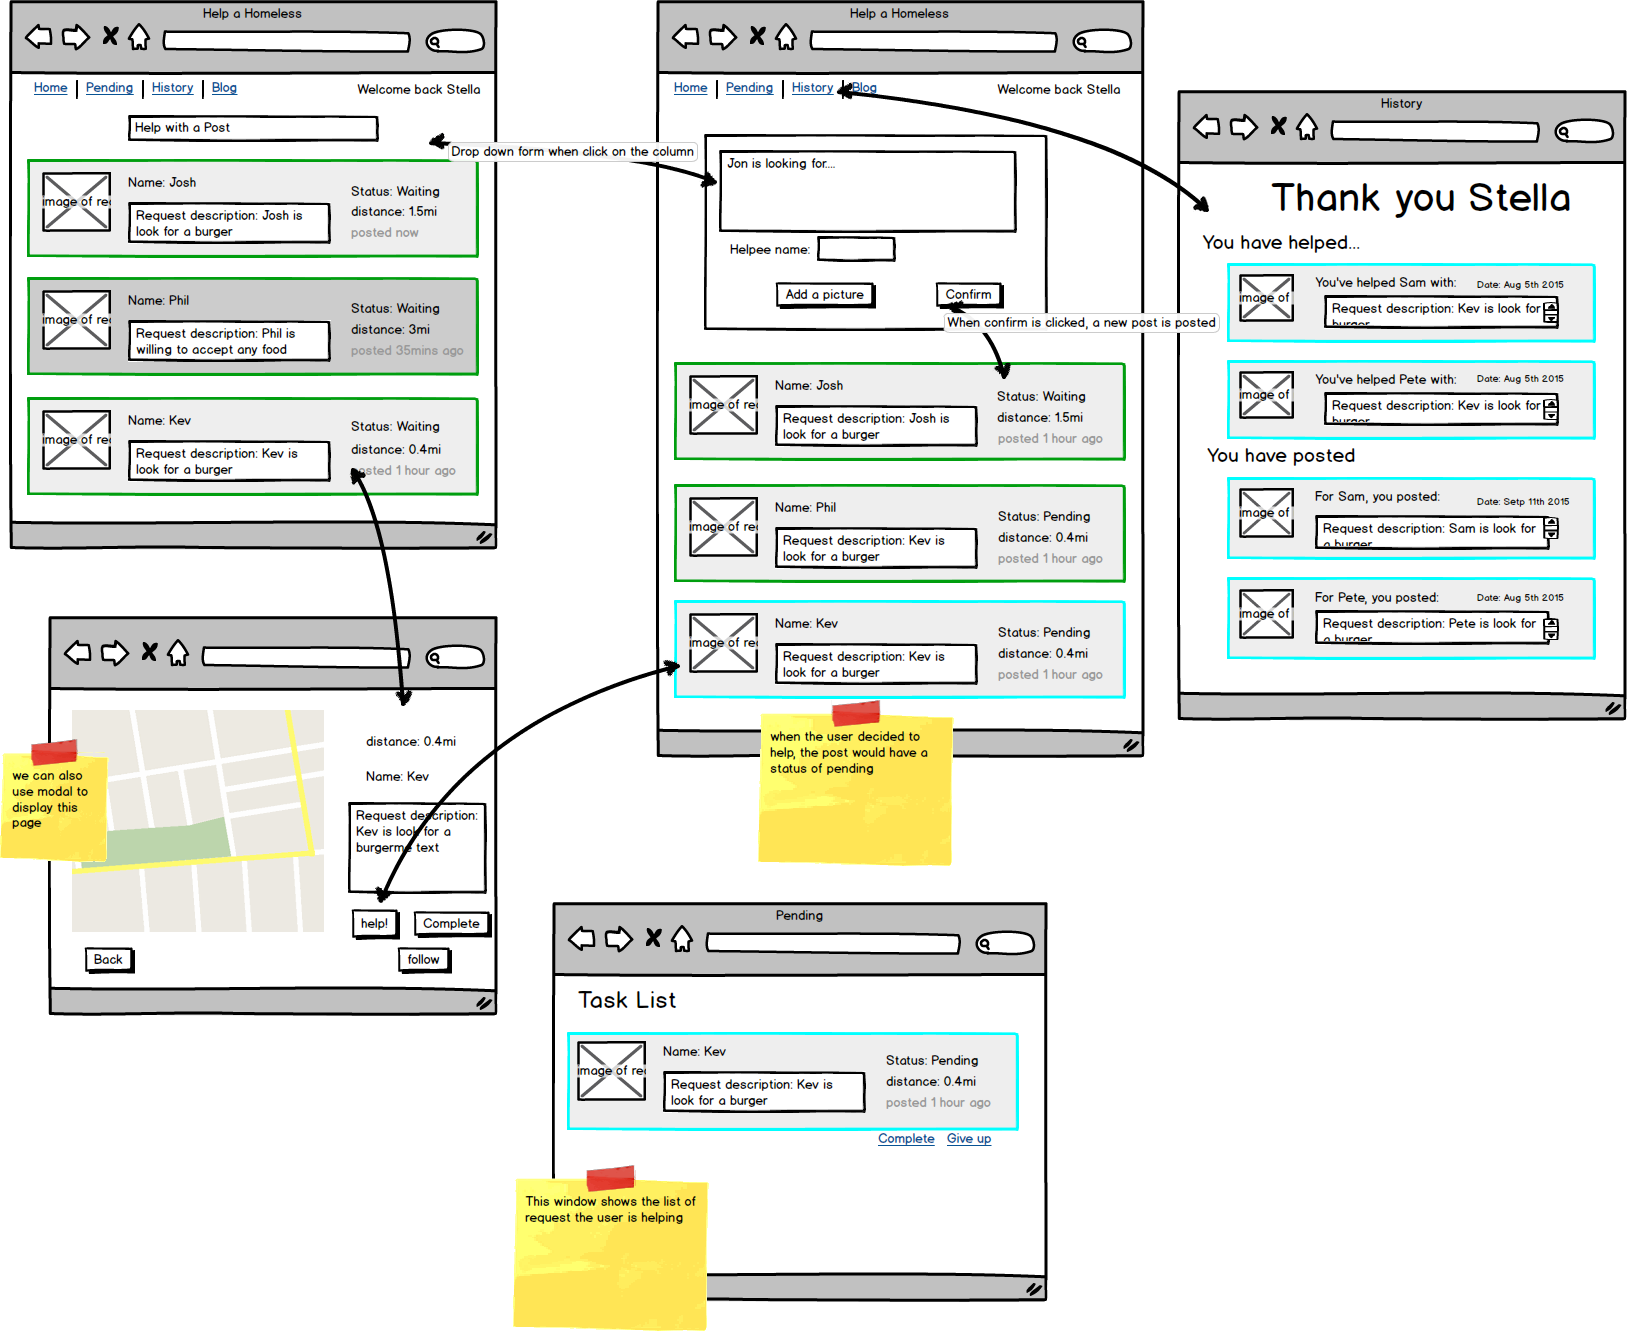 Help a Homeless
Home
Pending
History
Blog
Welcome back Stella
Help with a Post
Name: Josh
Request description: Josh is
look for a burger
Status: Waiting
distance: 1.5mi
posted now
image of rec
Name: Phil
Request description: Phil is
willing to accept any food
Status: Waiting
distance: 3mi
posted 35mins ago
image of rec
Name: Kev
Request description: Kev is
look for a burger
Status: Waiting
distance: 0.4mi
posted 1 hour ago
image of rec
Drop down form when click on the column
Help a Homeless
Home
Pending
History
Blog
Welcome back Stella
Jon is looking for....
Helpee name:
Add a picture
Confirm
When confirm is clicked, a new post is posted
Name: Josh
Request description: Josh is
look for a burger
Status: Waiting
distance: 1.5mi
posted 1 hour ago
image of rec
Name: Phil
Request description: Kev is
look for a burger
Status: Pending
distance: 0.4mi
posted 1 hour ago
image of rec
Name: Kev
Request description: Kev is
look for a burger
Status: Pending
distance: 0.4mi
posted 1 hour ago
image of rec
when the user decided to
help, the post would have a
status of pending
History
Thank you Stella
You have helped...
image of
You've helped Sam with:
Date: Aug 5th 2015
Request description: Kev is look for
burger
image of
You've helped Pete with:
Date: Aug 5th 2015
Request description: Kev is look for
burger
You have posted
image of
For Sam, you posted:
Date: Setp 11th 2015
Request description: Sam is look for
a burger
image of
For Pete, you posted:
Date: Aug 5th 2015
Request description: Pete is look for
a burger
we can also
use modal to
display this
page
distance: 0.4mi
Name: Kev
Request description:
Kev is look for a
burgerme text
help!
Complete
Back
follow
Pending
Task List
image of rec
Name: Kev
Request description: Kev is
look for a burger
Status: Pending
distance: 0.4mi
posted 1 hour ago
Complete
Give up
This window shows the list of
request the user is helping